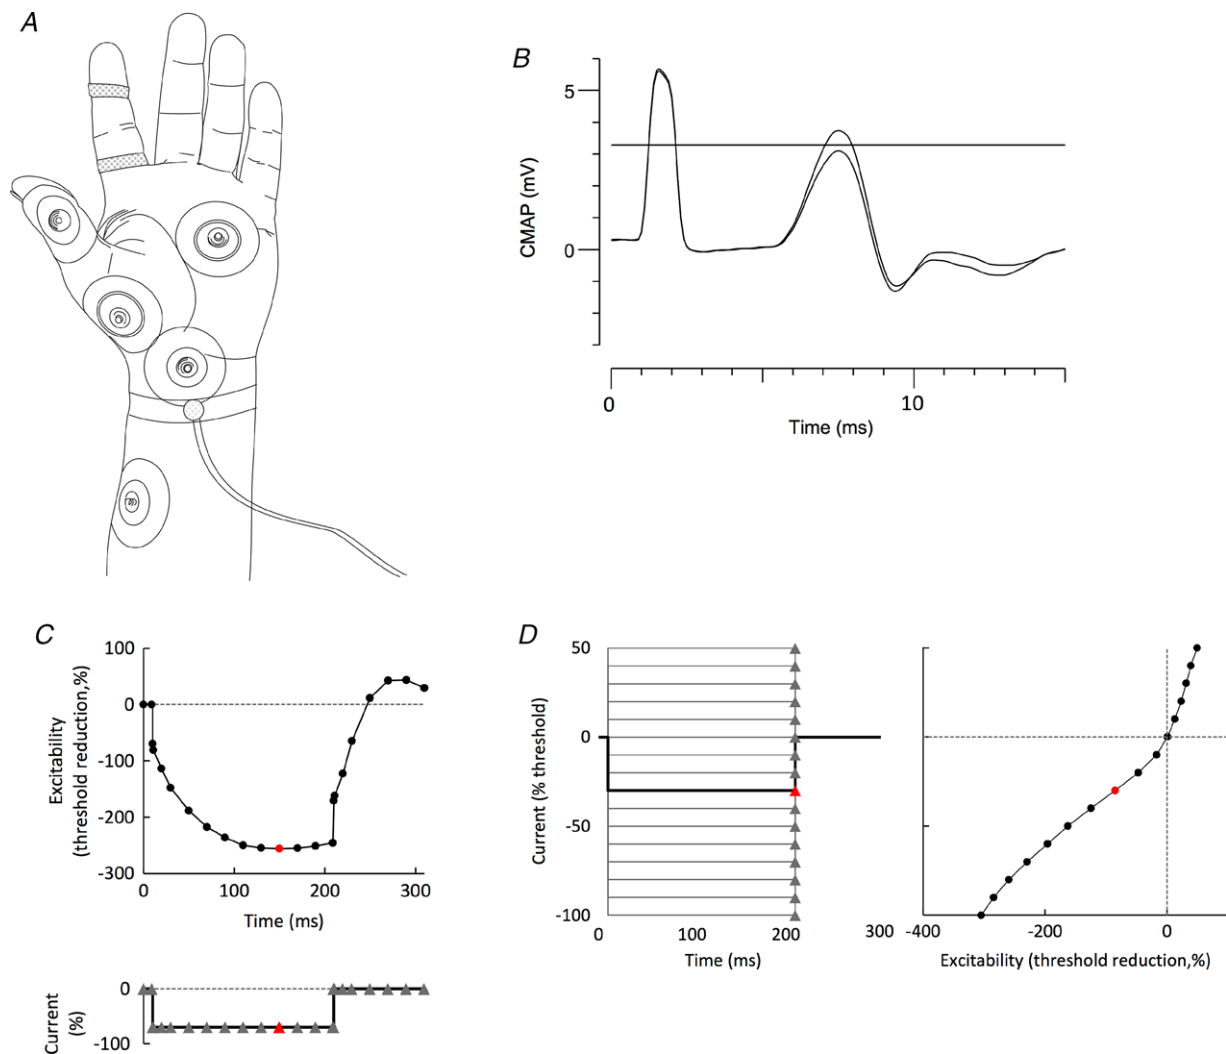 A
B
5
0
CMAP (mV)
0
10
Time (ms)
C
100
0
-100
-200
-300
Excitability
(threshold reduction,%)
0
100
200
300
Time (ms)
0
-100
Current
(%)
D
50
0
-50
-100
Current (% threshold)
0
100
200
300
Time (ms)
-400
-200
0
Excitability (threshold reduction,%)